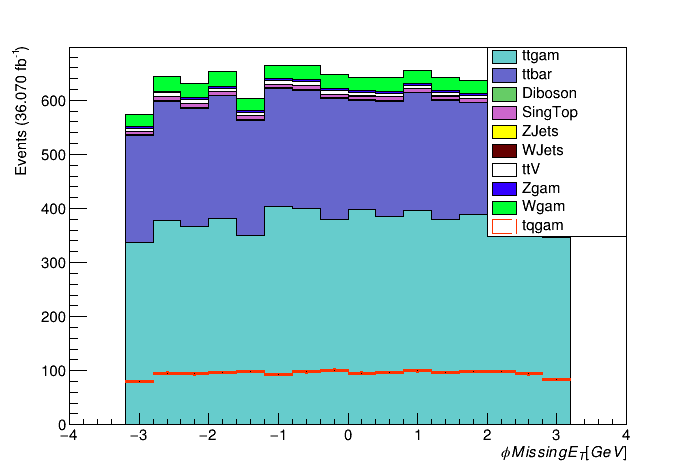 Events (36.070 fb⁻¹)
600
500
400
300
200
100
0
−4 −3 −2 −1 0 1 2 3 4
ϕMissingE_T[GeV]
ttgam
ttbar
Diboson
SingTop
ZJets
WJets
ttV
Zgam
Wgam
tqgam